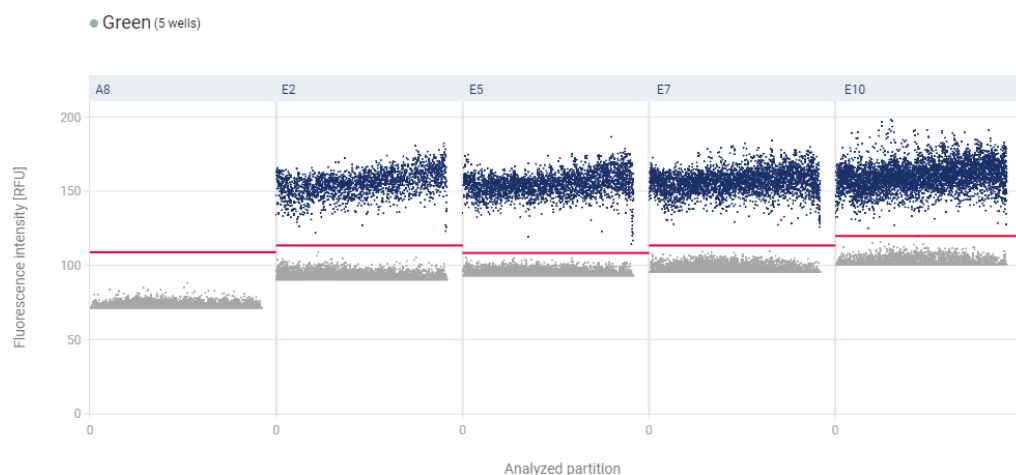 Green (5 wells)
A8 E2 E5 E7 E10
200
150
100
50
0
0 0 0 0 0
Fluorescence intensity [RFU]
Analyzed partition